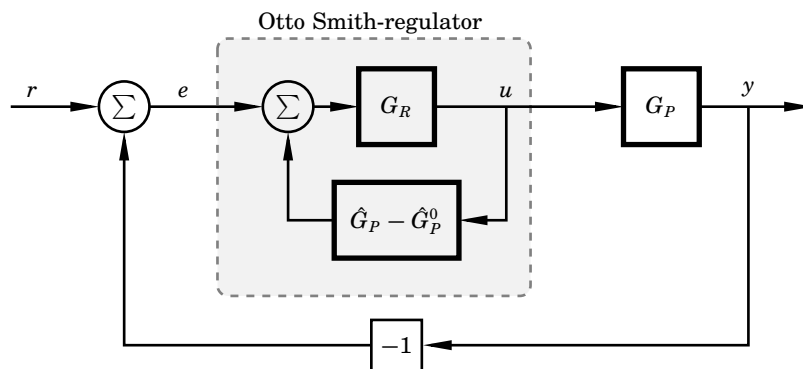 Otto Smith-regulator
r
∑
e
∑
G_R
u
G_P
y
Ĝ_P − Ĝ_P^0
−1